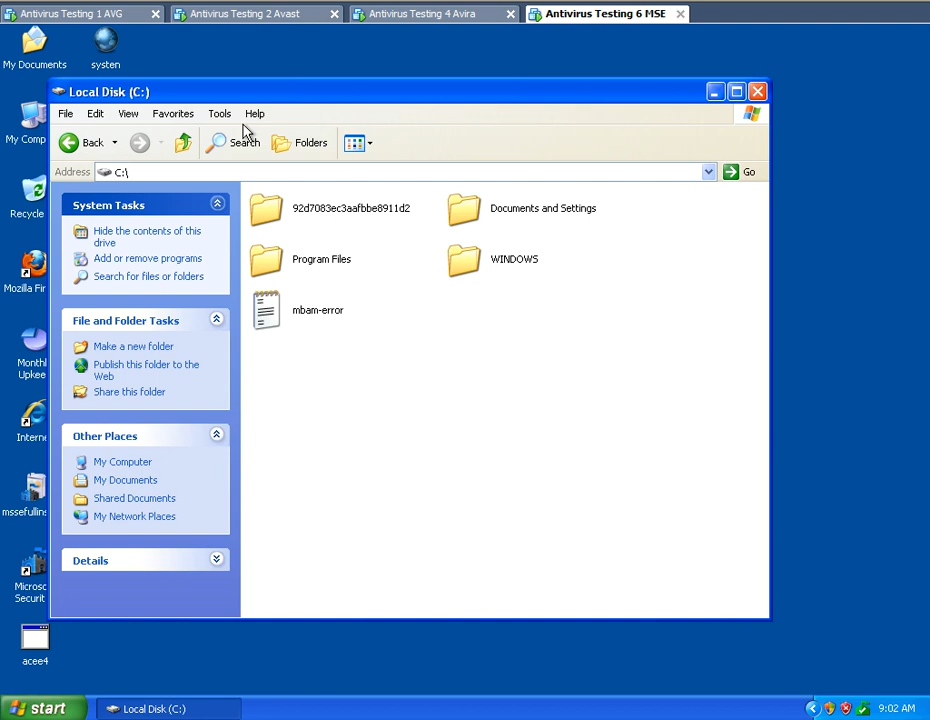 Antivirus Testing 1 AVG
Antivirus Testing 2 Avast
Antivirus Testing 4 Avira
Antivirus Testing 6 MSE
My Documents
systen
My Comp
Recycle
Mozilla Fir
Month
Upkee
Intern
mssefullins
Micros
Securit
acee4
Local Disk (C:)
File
Edit
View
Favorites
Tools
Help
Back
Search
Folders
Address
C:\
Go
System Tasks
Hide the contents of this
drive
Add or remove programs
Search for files or folders
File and Folder Tasks
Make a new folder
Publish this folder to the
Web
Share this folder
Other Places
My Computer
My Documents
Shared Documents
My Network Places
Details
92d7083ec3aafbbe8911d2
Documents and Settings
Program Files
WINDOWS
mbam-error
start
Local Disk (C:)
9:02 AM